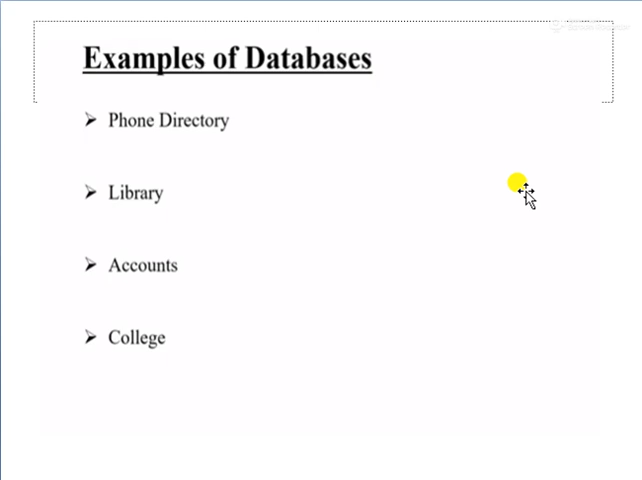 Examples of Databases
Phone Directory
Library
Accounts
College